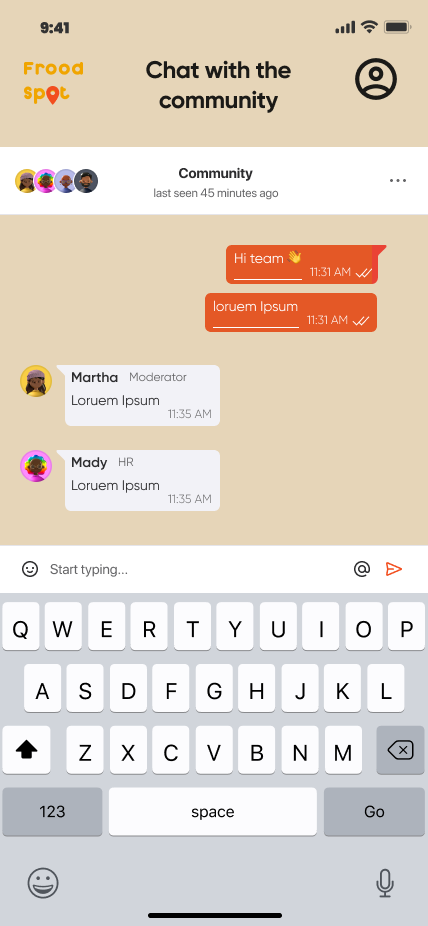 9:41
Frood
Spot
Chat with the
community
Community
last seen 45 minutes ago
Hi team 👋
11:31 AM
loruem Ipsum
11:31 AM
Martha Moderator
Loruem Ipsum
11:35 AM
Mady HR
Loruem Ipsum
11:35 AM
Start typing...
Q W E R T Y U I O P
A S D F G H J K L
Z X C V B N M
123 space Go